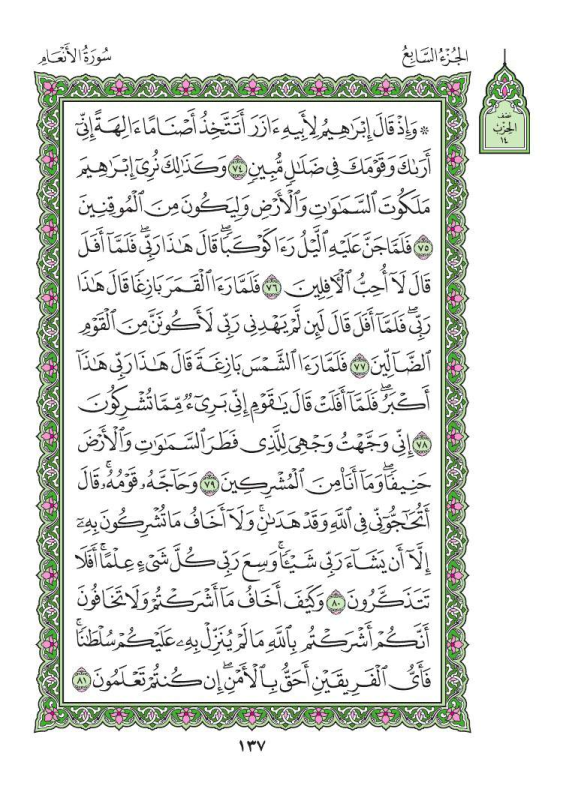 سُورَةُ الأَنْعَامِ
الجُزْءُ السَّابِعُ
نصف
الحِزْب
١٤
۞ وَإِذْ قَالَ إِبْرَٰهِيمُ لِأَبِيهِ ءَازَرَ أَتَتَّخِذُ أَصْنَامًا ءَالِهَةً إِنِّىٓ
أَرَىٰكَ وَقَوْمَكَ فِى ضَلَٰلٍ مُّبِينٍ ٧٤ وَكَذَٰلِكَ نُرِىٓ إِبْرَٰهِيمَ
مَلَكُوتَ ٱلسَّمَٰوَٰتِ وَٱلْأَرْضِ وَلِيَكُونَ مِنَ ٱلْمُوقِنِينَ
٧٥ فَلَمَّا جَنَّ عَلَيْهِ ٱلَّيْلُ رَءَا كَوْكَبًا ۖ قَالَ هَٰذَا رَبِّى ۖ فَلَمَّآ أَفَلَ
قَالَ لَآ أُحِبُّ ٱلْـَٔافِلِينَ ٧٦ فَلَمَّا رَءَا ٱلْقَمَرَ بَازِغًا قَالَ هَٰذَا
رَبِّى ۖ فَلَمَّآ أَفَلَ قَالَ لَئِن لَّمْ يَهْدِنِى رَبِّى لَأَكُونَنَّ مِنَ ٱلْقَوْمِ
ٱلضَّآلِّينَ ٧٧ فَلَمَّا رَءَا ٱلشَّمْسَ بَازِغَةً قَالَ هَٰذَا رَبِّى هَٰذَآ
أَكْبَرُ ۖ فَلَمَّآ أَفَلَتْ قَالَ يَٰقَوْمِ إِنِّى بَرِىٓءٌ مِّمَّا تُشْرِكُونَ
٧٨ إِنِّى وَجَّهْتُ وَجْهِىَ لِلَّذِى فَطَرَ ٱلسَّمَٰوَٰتِ وَٱلْأَرْضَ
حَنِيفًا ۖ وَمَآ أَنَا۠ مِنَ ٱلْمُشْرِكِينَ ٧٩ وَحَآجَّهُۥ قَوْمُهُۥ ۚ قَالَ
أَتُحَٰٓجُّوٓنِّى فِى ٱللَّهِ وَقَدْ هَدَىٰنِ ۚ وَلَآ أَخَافُ مَا تُشْرِكُونَ بِهِۦٓ
إِلَّآ أَن يَشَآءَ رَبِّى شَيْـًٔا ۗ وَسِعَ رَبِّى كُلَّ شَىْءٍ عِلْمًا ۗ أَفَلَا
تَتَذَكَّرُونَ ٨٠ وَكَيْفَ أَخَافُ مَآ أَشْرَكْتُمْ وَلَا تَخَافُونَ
أَنَّكُمْ أَشْرَكْتُم بِٱللَّهِ مَا لَمْ يُنَزِّلْ بِهِۦ عَلَيْكُمْ سُلْطَٰنًا ۚ
فَأَىُّ ٱلْفَرِيقَيْنِ أَحَقُّ بِٱلْأَمْنِ ۖ إِن كُنتُمْ تَعْلَمُونَ ٨١
١٣٧